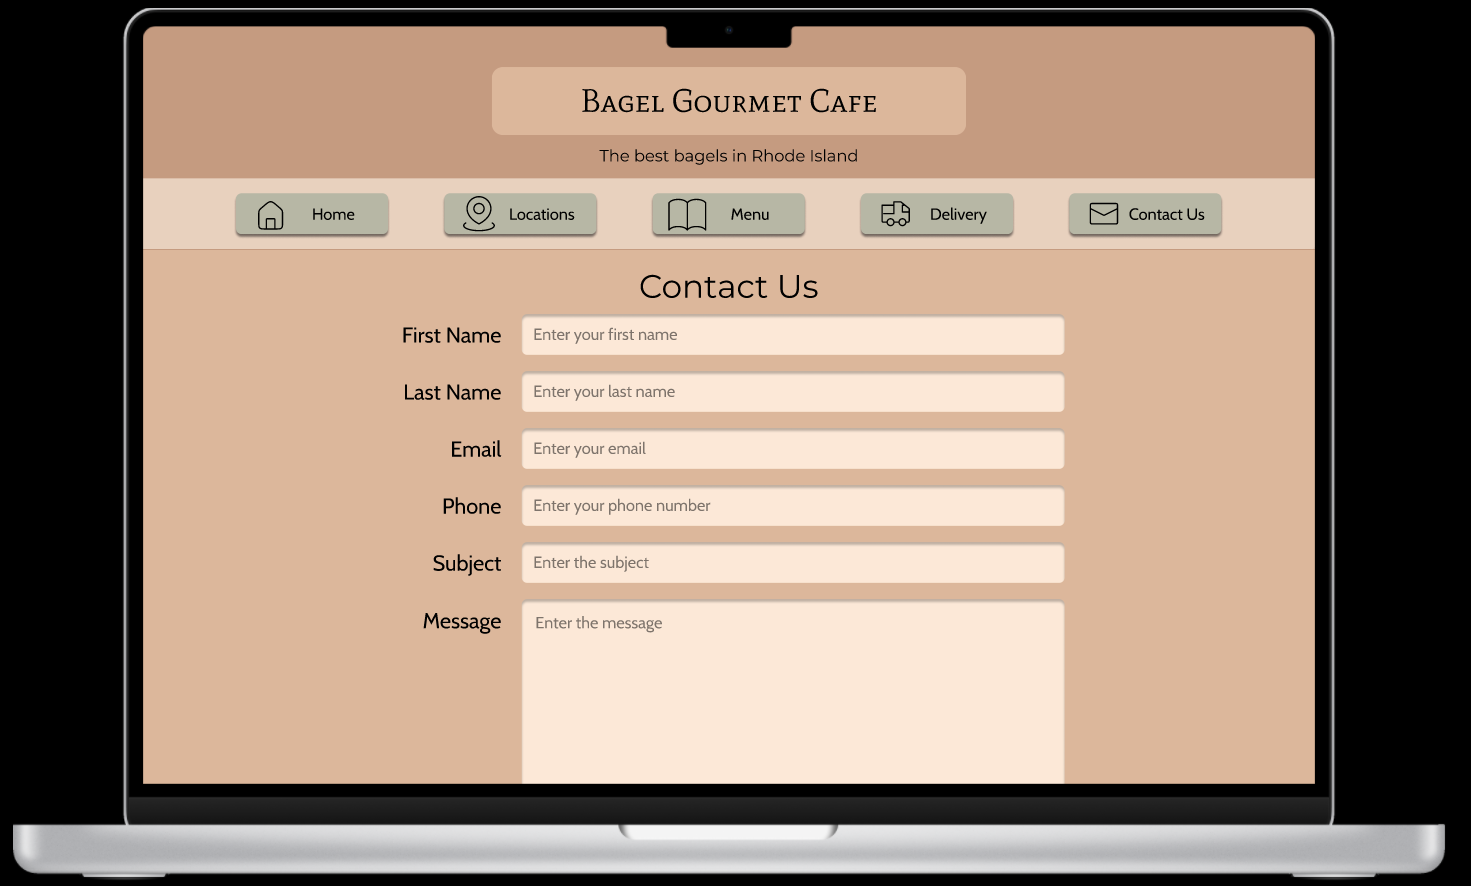 Bagel Gourmet Cafe
The best bagels in Rhode Island
Home Locations Menu Delivery Contact Us
Contact Us
First Name Enter your first name
Last Name Enter your last name
Email Enter your email
Phone Enter your phone number
Subject Enter the subject
Message Enter the message